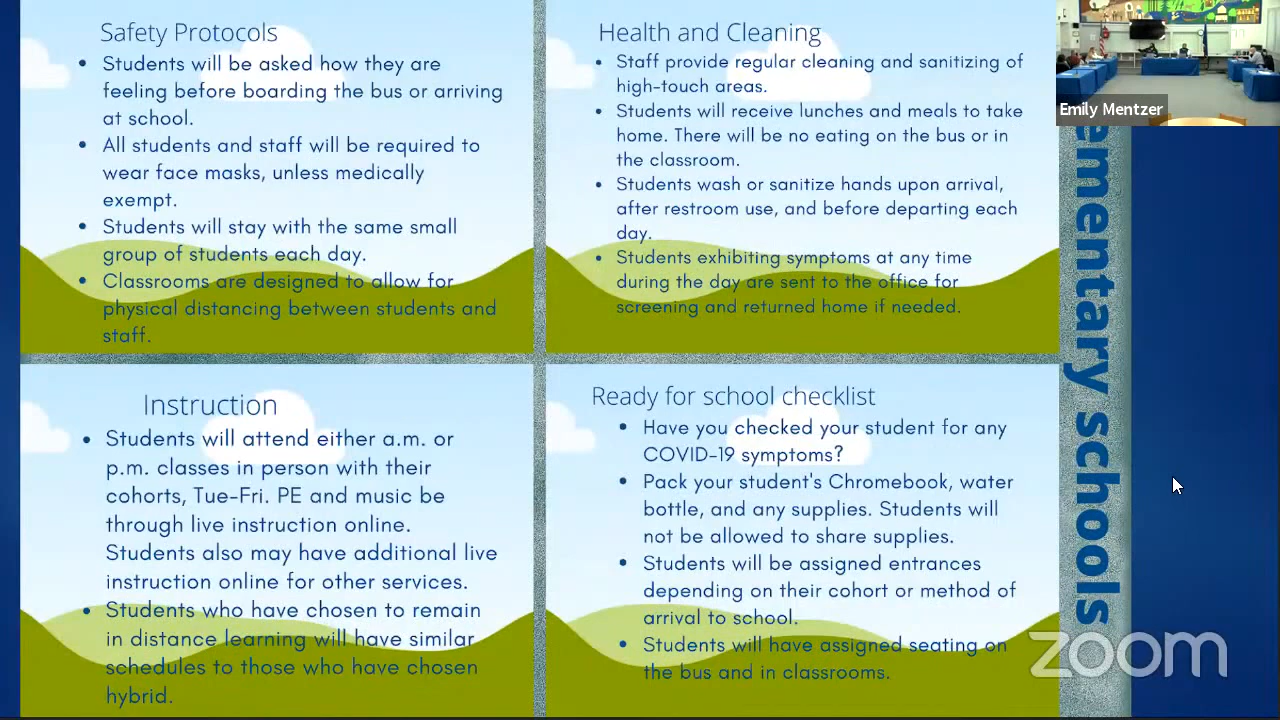 Safety Protocols
Students will be asked how they are
feeling before boarding the bus or arriving
at school.
All students and staff will be required to
wear face masks, unless medically
exempt.
Students will stay with the same small
group of students each day.
Classrooms are designed to allow for
physical distancing between students and
staff.
Health and Cleaning
Staff provide regular cleaning and sanitizing of
high-touch areas.
Students will receive lunches and meals to take
home. There will be no eating on the bus or in
the classroom.
Students wash or sanitize hands upon arrival,
after restroom use, and before departing each
day.
Students exhibiting symptoms at any time
during the day are sent to the office for
screening and returned home if needed.
Instruction
Students will attend either a.m. or
p.m. classes in person with their
cohorts, Tue-Fri. PE and music be
through live instruction online.
Students also may have additional live
instruction online for other services.
Students who have chosen to remain
in distance learning will have similar
schedules to those who have chosen
hybrid.
Ready for school checklist
Have you checked your student for any
COVID-19 symptoms?
Pack your student's Chromebook, water
bottle, and any supplies. Students will
not be allowed to share supplies.
Students will be assigned entrances
depending on their cohort or method of
arrival to school.
Students will have assigned seating on
the bus and in classrooms.
Emily Mentzer
ementary schools
zoom